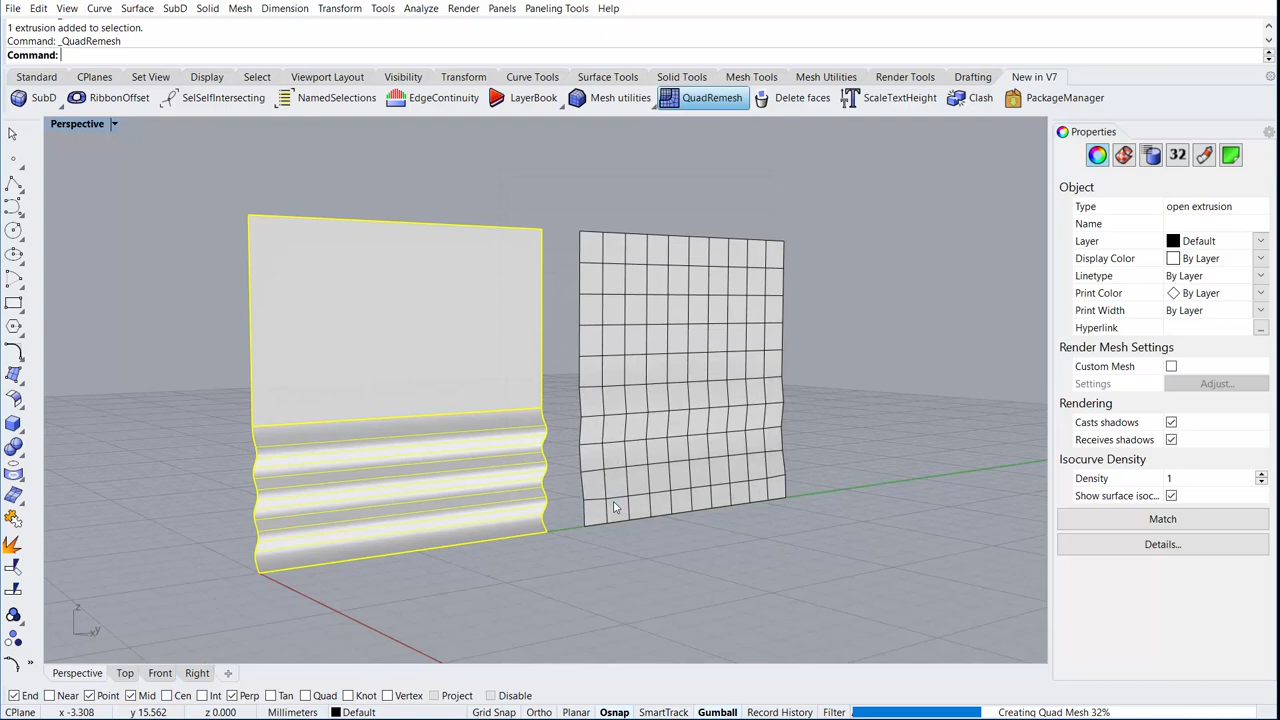 File Edit View Curve Surface SubD Solid Mesh Dimension Transform Tools Analyze Render Panels Paneling Tools Help
1 extrusion added to selection.
Command: _QuadRemesh
Command:
Standard CPlanes Set View Display Select Viewport Layout Visibility Transform Curve Tools Surface Tools Solid Tools Mesh Tools Mesh Utilities Render Tools Drafting New in V7
SubD RibbonOffset SelSelfIntersecting NamedSelections EdgeContinuity LayerBook Mesh utilities QuadRemesh Delete faces ScaleTextHeight Clash PackageManager
Perspective
Properties
32
Object
Type open extrusion
Name
Layer Default
Display Color By Layer
Linetype By Layer
Print Color By Layer
Print Width By Layer
Hyperlink ...
Render Mesh Settings
Custom Mesh
Settings Adjust...
Rendering
Casts shadows
Receives shadows
Isocurve Density
Density 1
Show surface isoc...
Match
Details...
z
x y
Perspective Top Front Right
End Near Point Mid Cen Int Perp Tan Quad Knot Vertex Project Disable
CPlane x -3.308 y 15.562 z 0.000 Millimeters Default Grid Snap Ortho Planar Osnap SmartTrack Gumball Record History Filter Creating Quad Mesh 32%